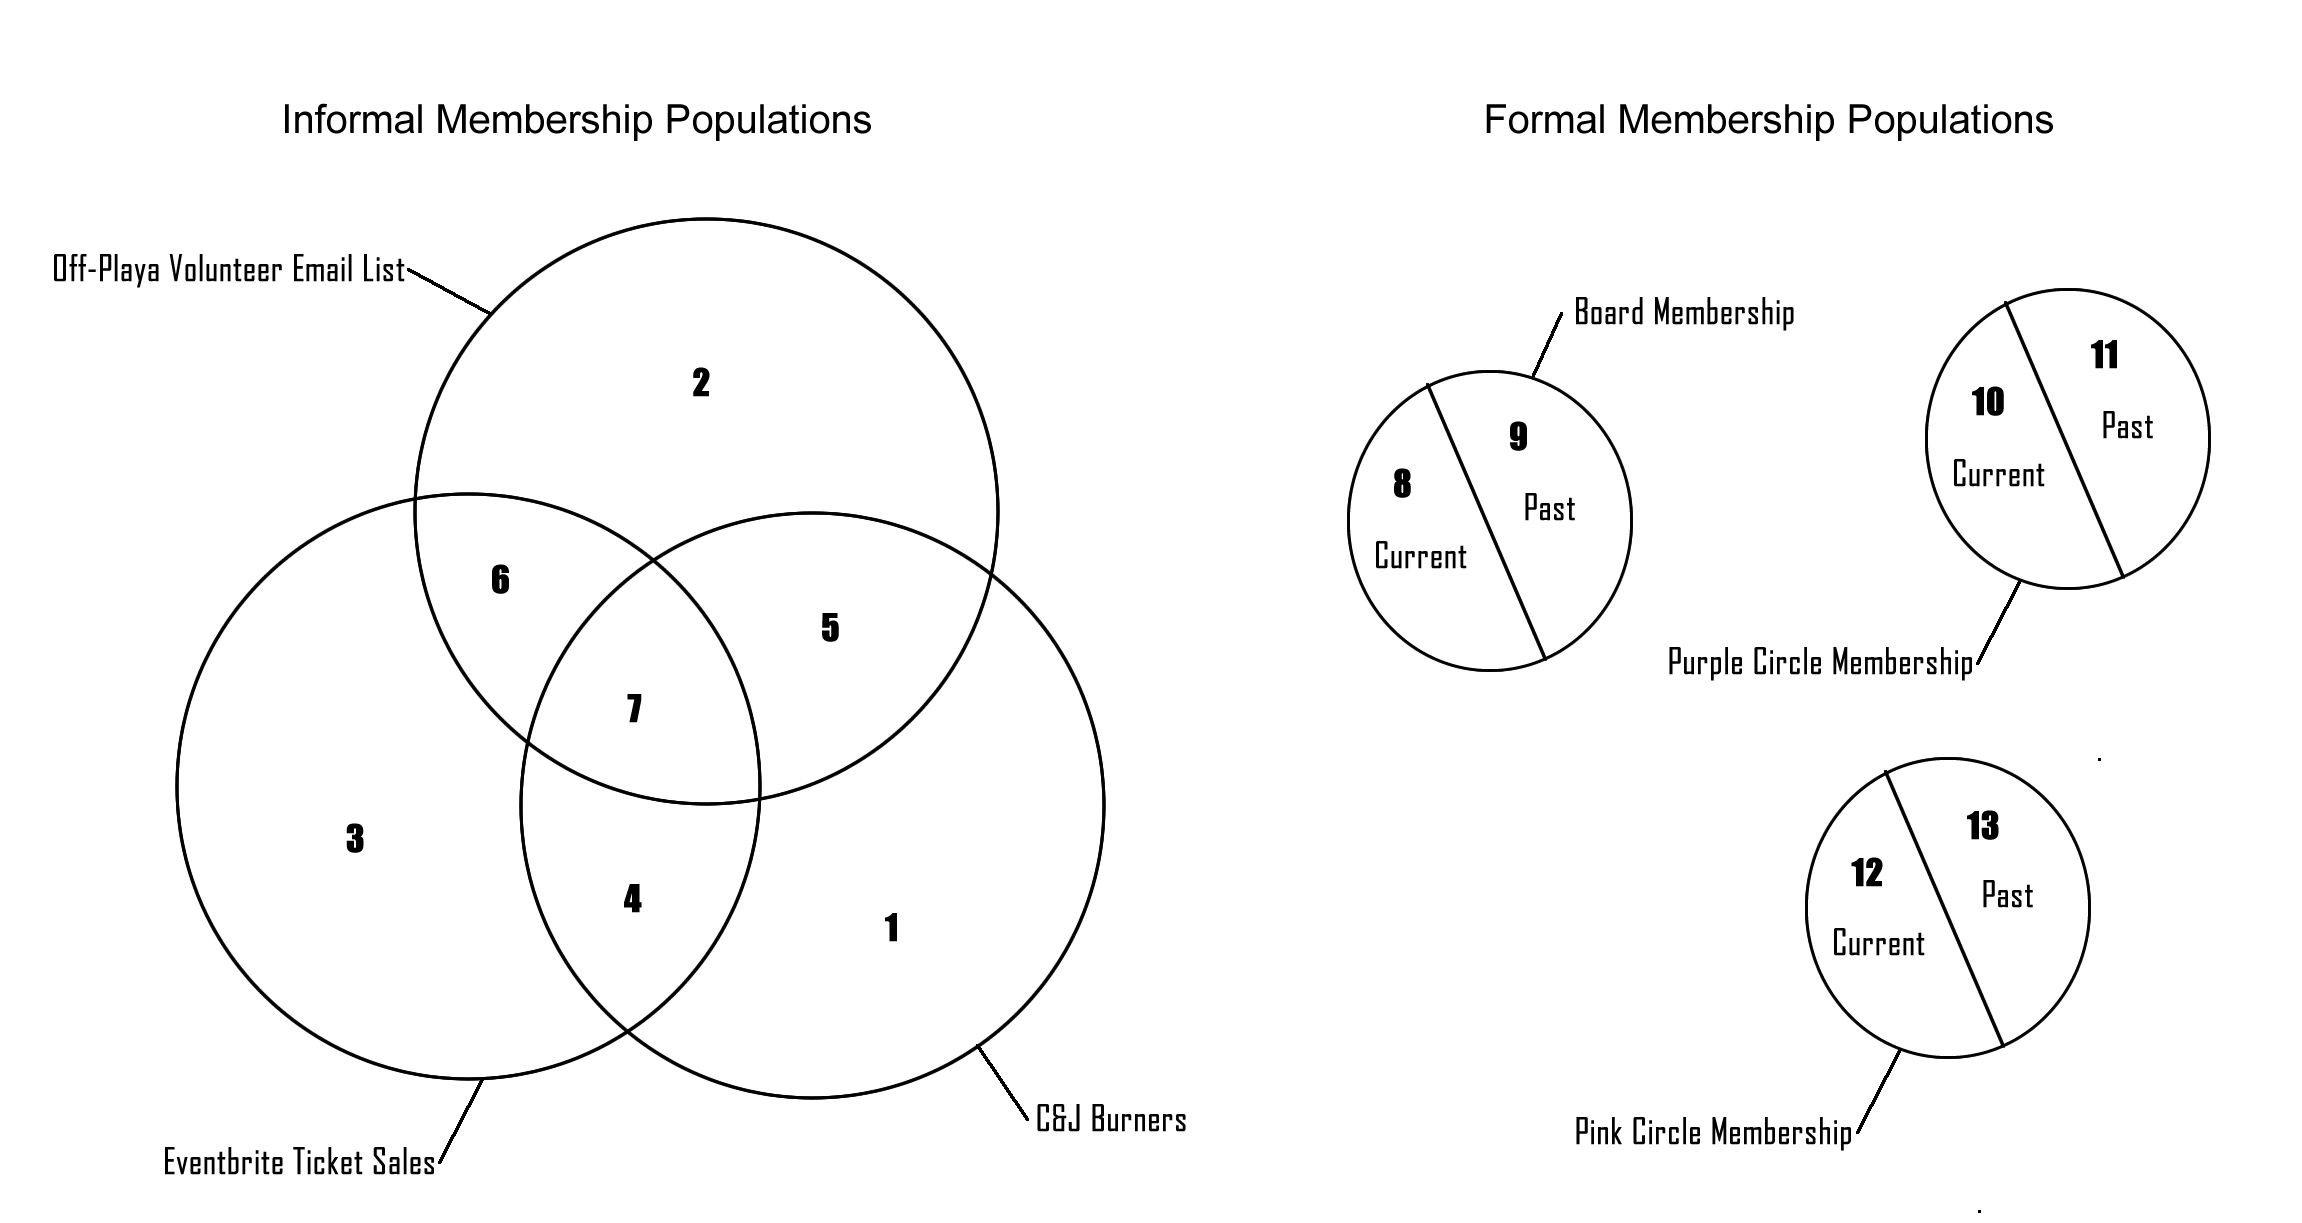 Informal Membership Populations
Off-Playa Volunteer Email List
2
6
5
7
3
4
1
C&J Burners
Eventbrite Ticket Sales
Formal Membership Populations
Board Membership
8
Current
9
Past
10
Current
11
Past
Purple Circle Membership
12
Current
13
Past
Pink Circle Membership